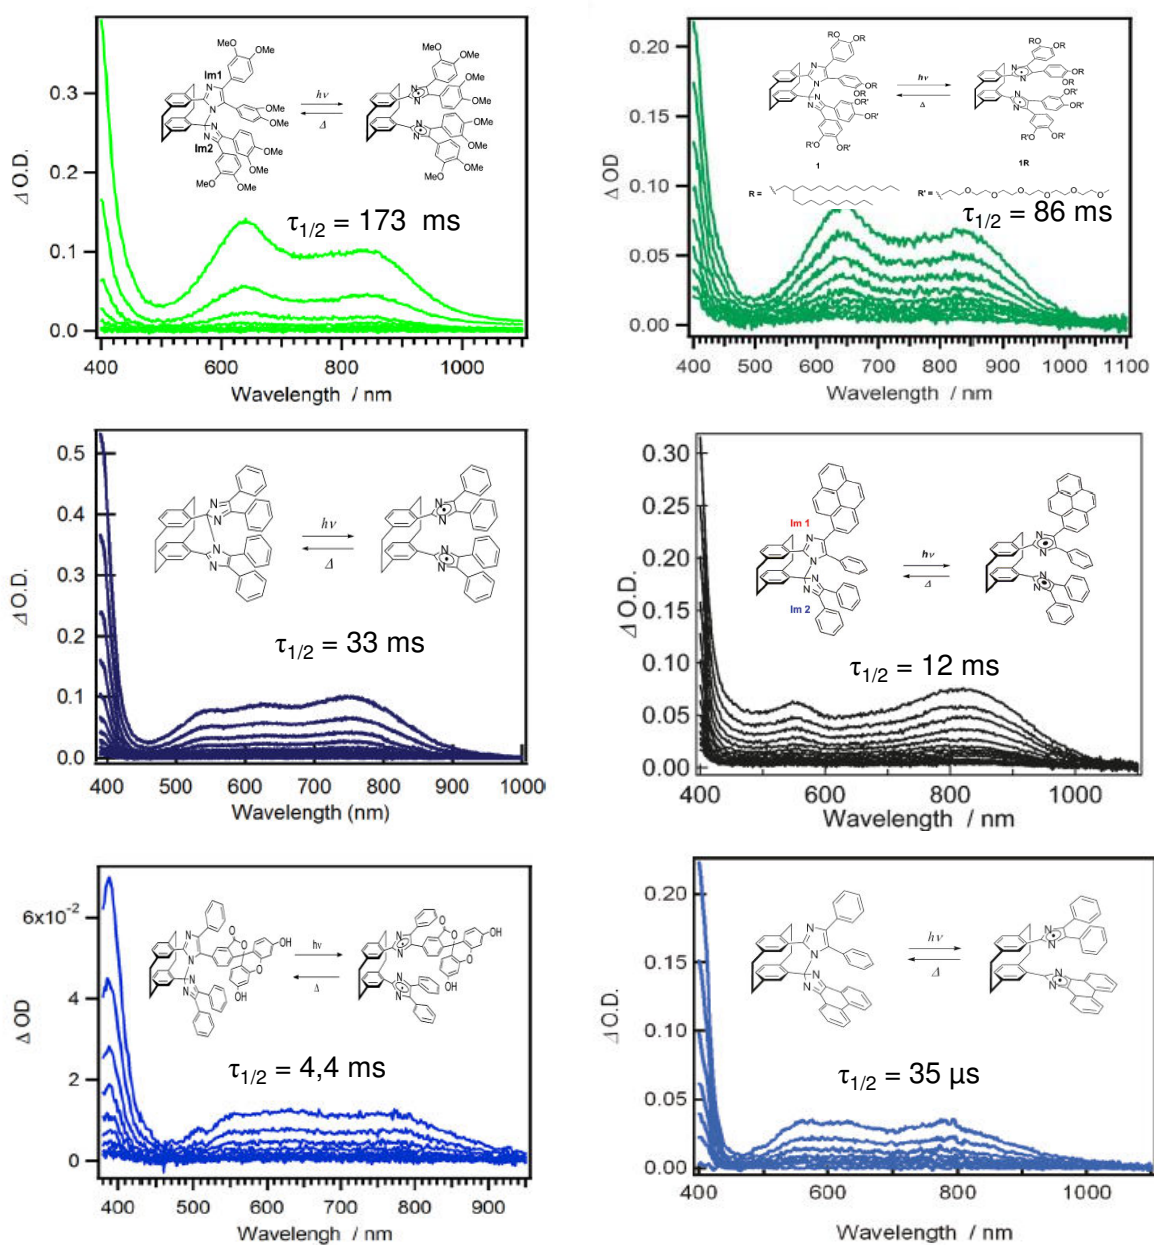 Δ O.D.
0.3
0.2
0.1
0.0
400
600
800
1000
Wavelength / nm
MeO
OMe
MeO
OMe
Im1
N
N
OMe
OMe
N
N
Im2
OMe
OMe
MeO
OMe
hν
Δ
MeO
OMe
OMe
OMe
OMe
OMe
MeO
OMe
τ1/2 = 173 ms
Δ OD
0.20
0.15
0.10
0.05
0.00
400 500 600 700 800 900 1000 1100
Wavelength / nm
RO
OR
OR
OR
OR'
OR'
RO'
OR'
1
hν
Δ
RO
OR
OR
OR
OR'
OR'
RO'
OR'
1R
R =
R' =
O
O
O
O
O
τ1/2 = 86 ms
Δ O.D.
0.5
0.4
0.3
0.2
0.1
0.0
400 500 600 700 800 900 1000
Wavelength (nm)
N
N
N
N
hν
Δ
N
N
N
N
τ1/2 = 33 ms
Δ O.D.
0.30
0.25
0.20
0.15
0.10
0.05
0.00
400
600
800
1000
Wavelength / nm
Im 1
N
N
N
N
Im 2
hν
Δ
N
N
N
N
τ1/2 = 12 ms
Δ OD
6x10-2
4
2
0
400 500 600 700 800 900
Wavelengh /nm
O
O
OH
N
N
O
N
N
OH
hν
Δ
O
O
OH
N
N
O
N
N
OH
τ1/2 = 4,4 ms
Δ O.D.
0.20
0.15
0.10
0.05
0.00
400
600
800
1000
Wavelength / nm
N
N
N
N
hν
Δ
N
N
N
N
τ1/2 = 35 μs